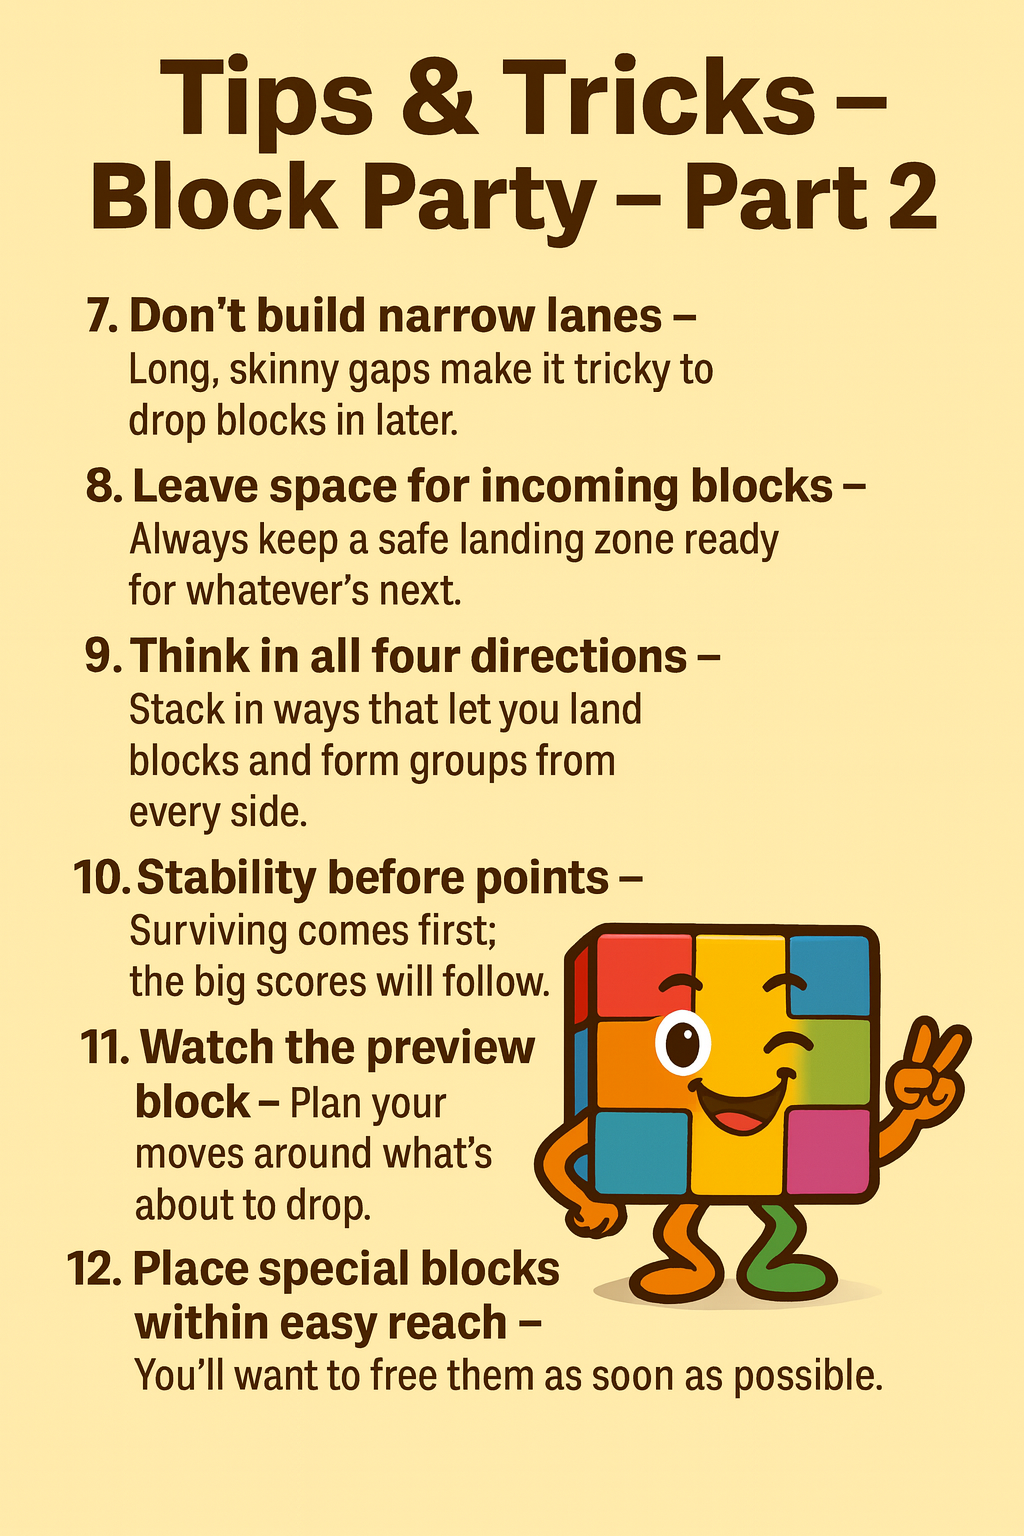 Tips & Tricks –
Block Party – Part 2
7. Don’t build narrow lanes –
Long, skinny gaps make it tricky to
drop blocks in later.
8. Leave space for incoming blocks –
Always keep a safe landing zone ready
for whatever’s next.
9. Think in all four directions –
Stack in ways that let you land
blocks and form groups from
every side.
10. Stability before points –
Surviving comes first;
the big scores will follow.
11. Watch the preview
block – Plan your
moves around what’s
about to drop.
12. Place special blocks
within easy reach –
You’ll want to free them as soon as possible.